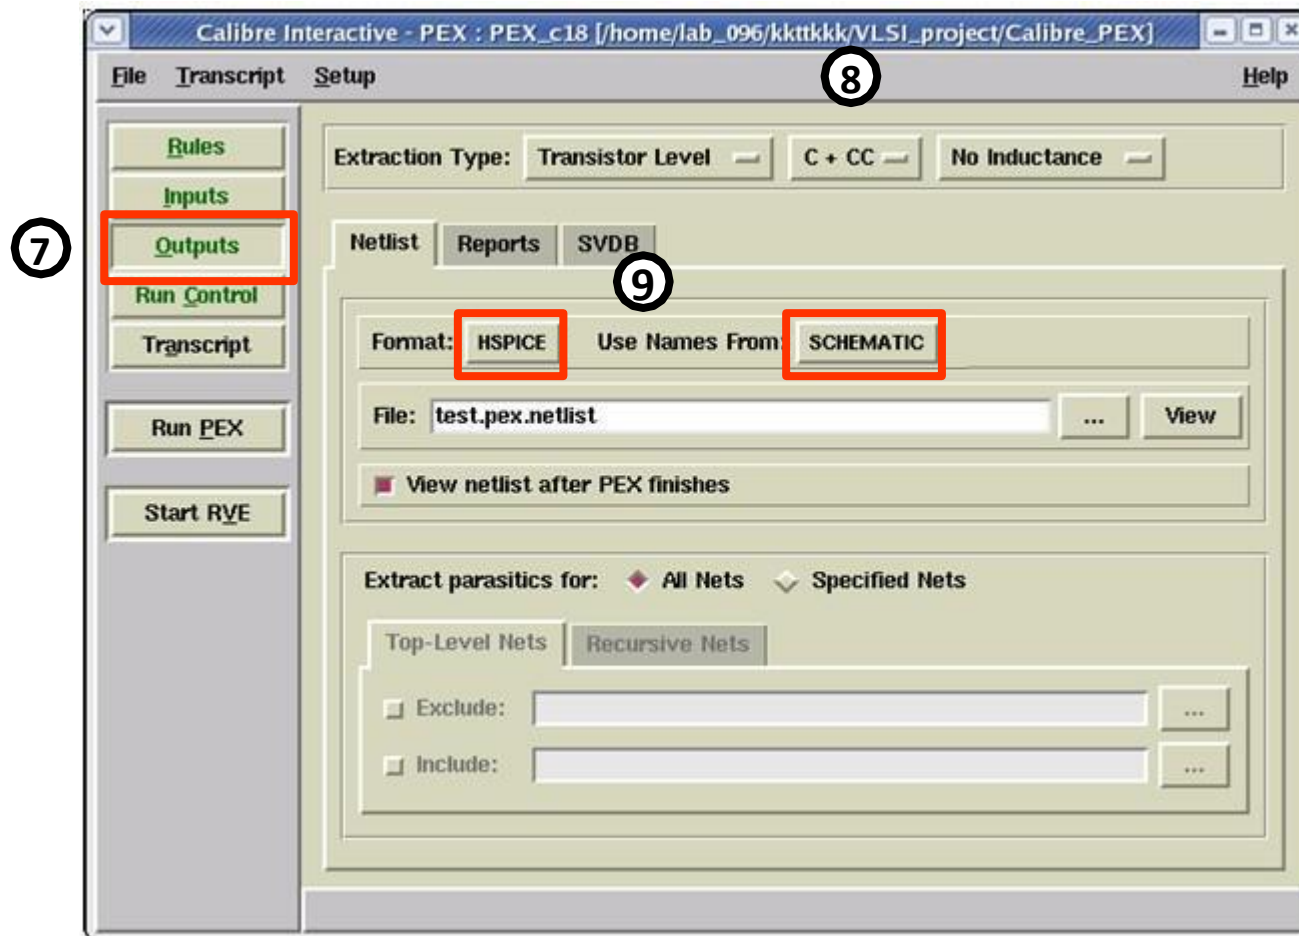 Calibre Interactive - PEX : PEX_c18 [/home/lab_096/kkttkkk/VLSI_project/Calibre_PEX]
File Transcript Setup Help
8
Rules
Inputs
7
Outputs
Run Control
Transcript
Run PEX
Start RVE
Extraction Type: Transistor Level C + CC No Inductance
Netlist Reports SVDB
9
Format: HSPICE Use Names From: SCHEMATIC
File: test.pex.netlist ... View
View netlist after PEX finishes
Extract parasitics for: All Nets Specified Nets
Top-Level Nets Recursive Nets
Exclude: ...
Include: ...